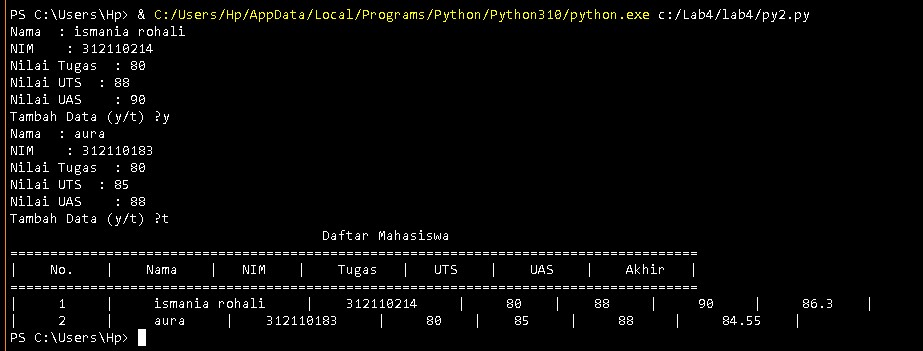 PS C:\Users\Hp> & C:/Users/Hp/AppData/Local/Programs/Python/Python310/python.exe c:/Lab4/lab4/py2.py
Nama  : ismania rohali
NIM    : 312110214
Nilai Tugas  : 80
Nilai UTS  : 88
Nilai UAS    : 90
Tambah Data (y/t) ?y
Nama  : aura
NIM    : 312110183
Nilai Tugas  : 80
Nilai UTS  : 85
Nilai UAS    : 88
Tambah Data (y/t) ?t
Daftar Mahasiswa
======================================================================================
|    No.    |    Nama    |   NIM    |    Tugas    |   UTS    |    UAS    |    Akhir   |
======================================================================================
|     1     |     ismania rohali     |    312110214     |     80     |    88     |     90     |     86.3     |
|     2     |     aura     |    312110183     |     80     |    85     |     88     |     84.55     |
PS C:\Users\Hp>